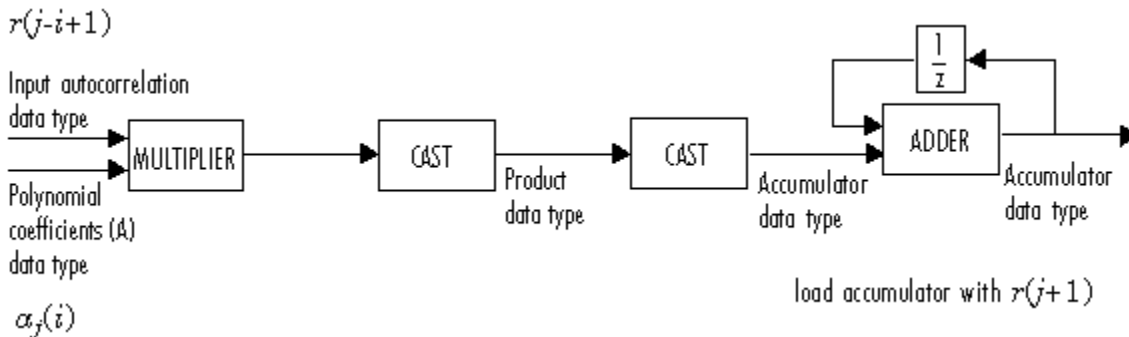 r(j-i+1)
Input autocorrelation
data type
MULTIPLIER
Polynomial
coefficients (A)
data type
αj(i)
CAST
Product
data type
CAST
Accumulator
data type
1
z
ADDER
Accumulator
data type
load accumulator with r(j+1)